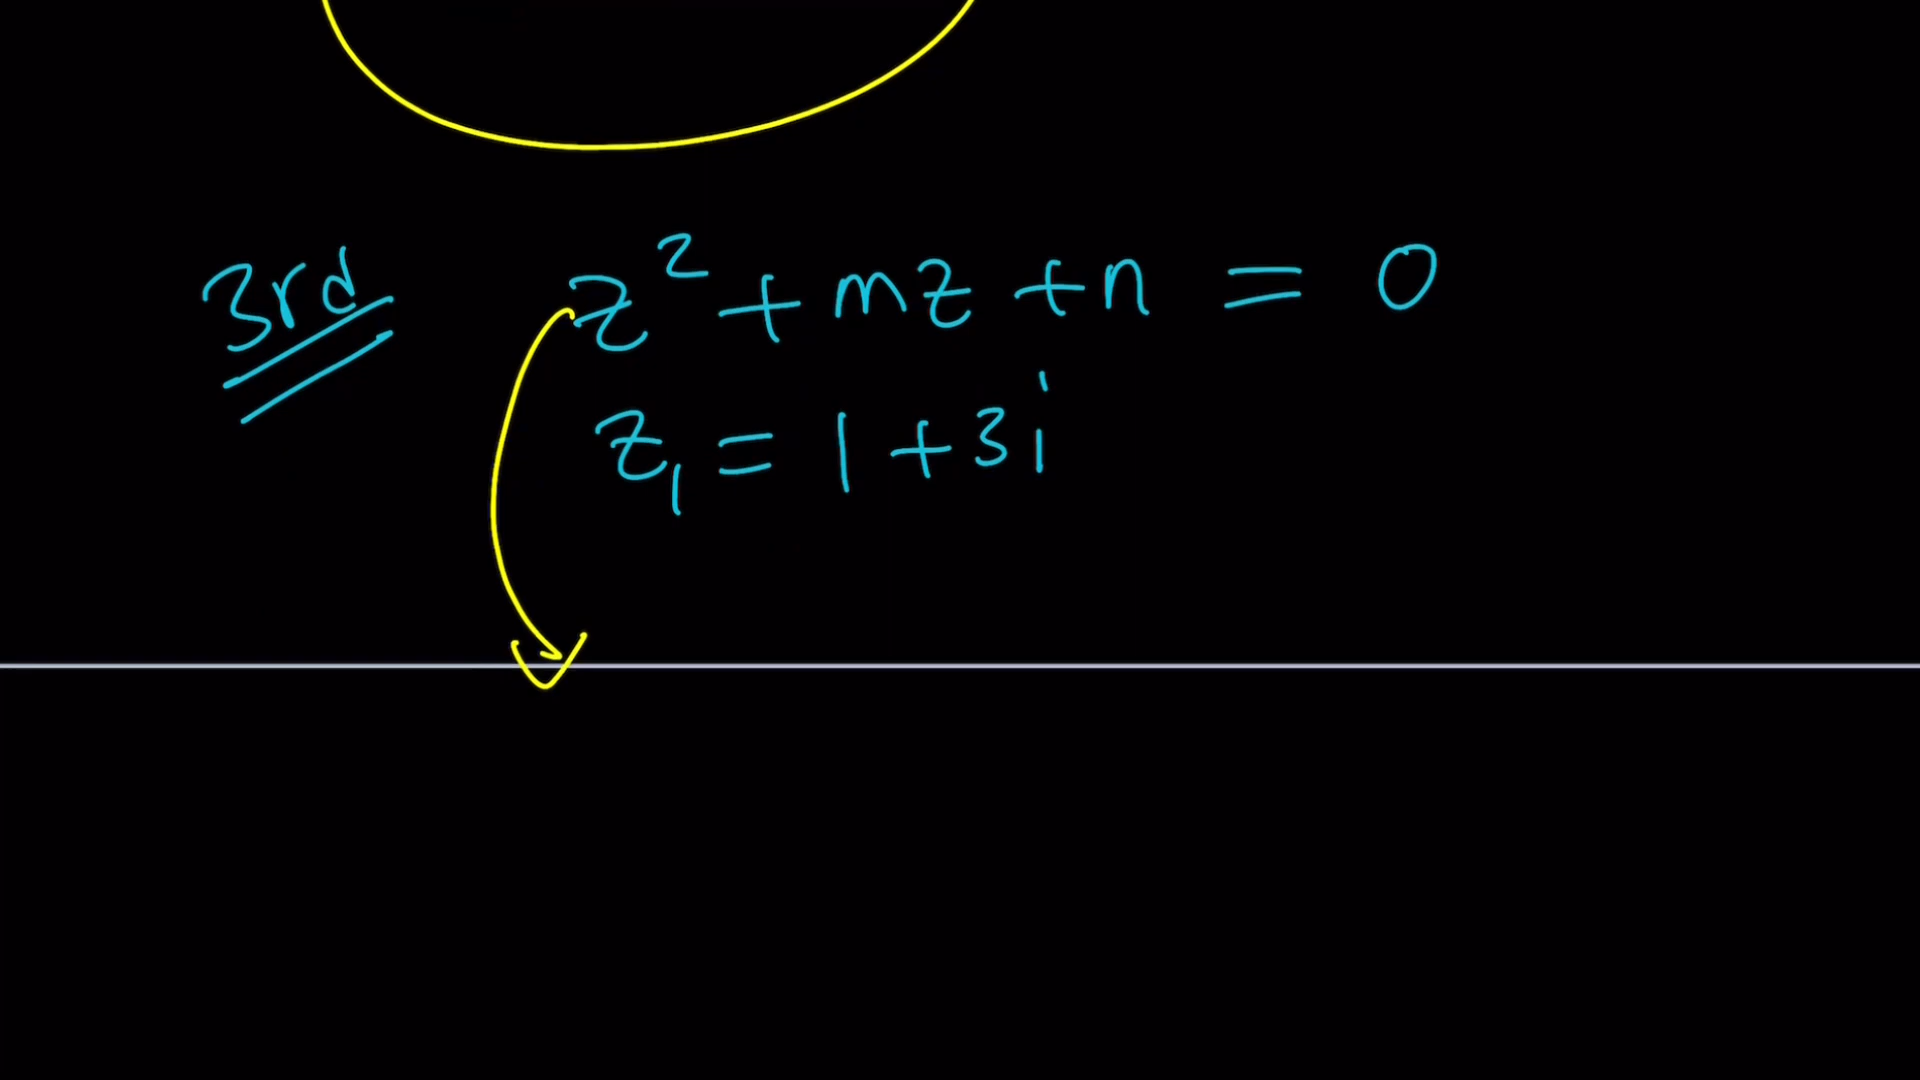 3rd z² + mz + n = 0
z₁ = 1 + 3i